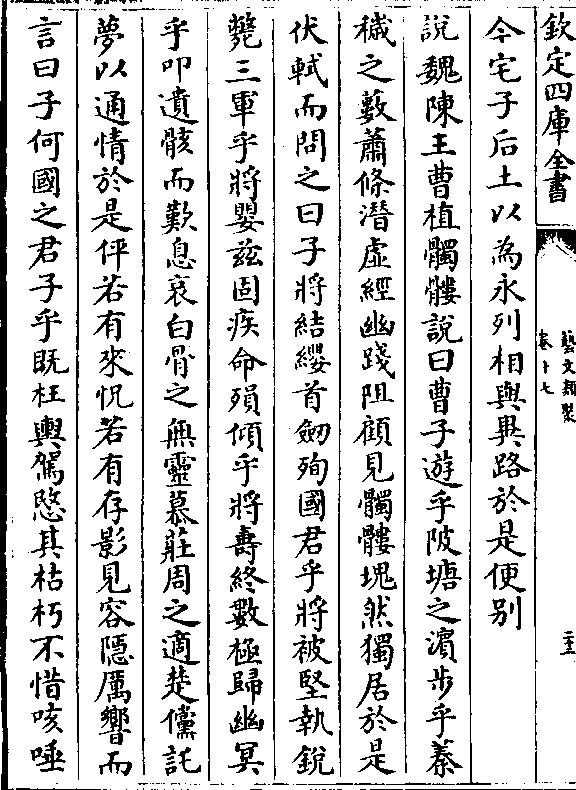 欽定四庫全書
藝文類聚
卷十七
二十二
今宅子后土以為永列相與異路於是便别
說魏陳王曹植髑髏說曰曹子遊乎陂塘之濱步乎蓁
穢之藪蕭條潛虛經幽踐阻顧見髑髏塊然獨居於是
伏軾而問之曰子將結纓首劒殉國君乎將被堅執銳
斃三軍乎將嬰兹固疾命殞傾乎將壽終數極歸幽冥
乎叩遺骸而歎息哀白骨之無靈慕莊周之適楚儻託
夢以通情於是伻若有來怳若有存影見容隱厲響而
言曰子何國之君子乎既枉輿駕愍其枯朽不惜咳唾